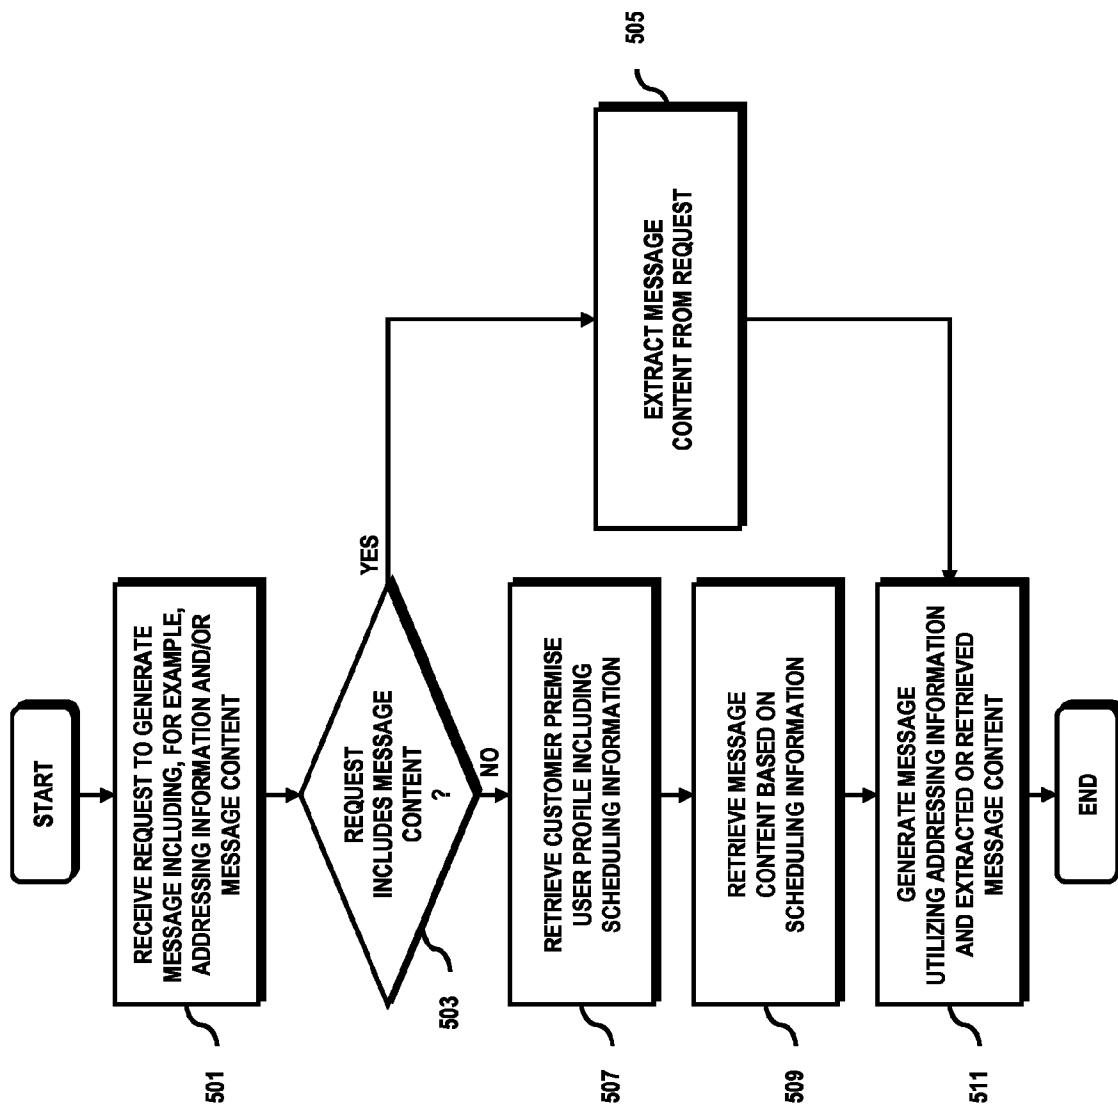 START
RECEIVE REQUEST TO GENERATE
MESSAGE INCLUDING, FOR EXAMPLE,
ADDRESSING INFORMATION AND/OR
MESSAGE CONTENT
501
REQUEST
INCLUDES MESSAGE
CONTENT
?
503
YES
NO
EXTRACT MESSAGE
CONTENT FROM REQUEST
505
RETRIEVE CUSTOMER PREMISE
USER PROFILE INCLUDING
SCHEDULING INFORMATION
507
RETRIEVE MESSAGE
CONTENT BASED ON
SCHEDULING INFORMATION
509
GENERATE MESSAGE
UTILIZING ADDRESSING INFORMATION
AND EXTRACTED OR RETRIEVED
MESSAGE CONTENT
511
END